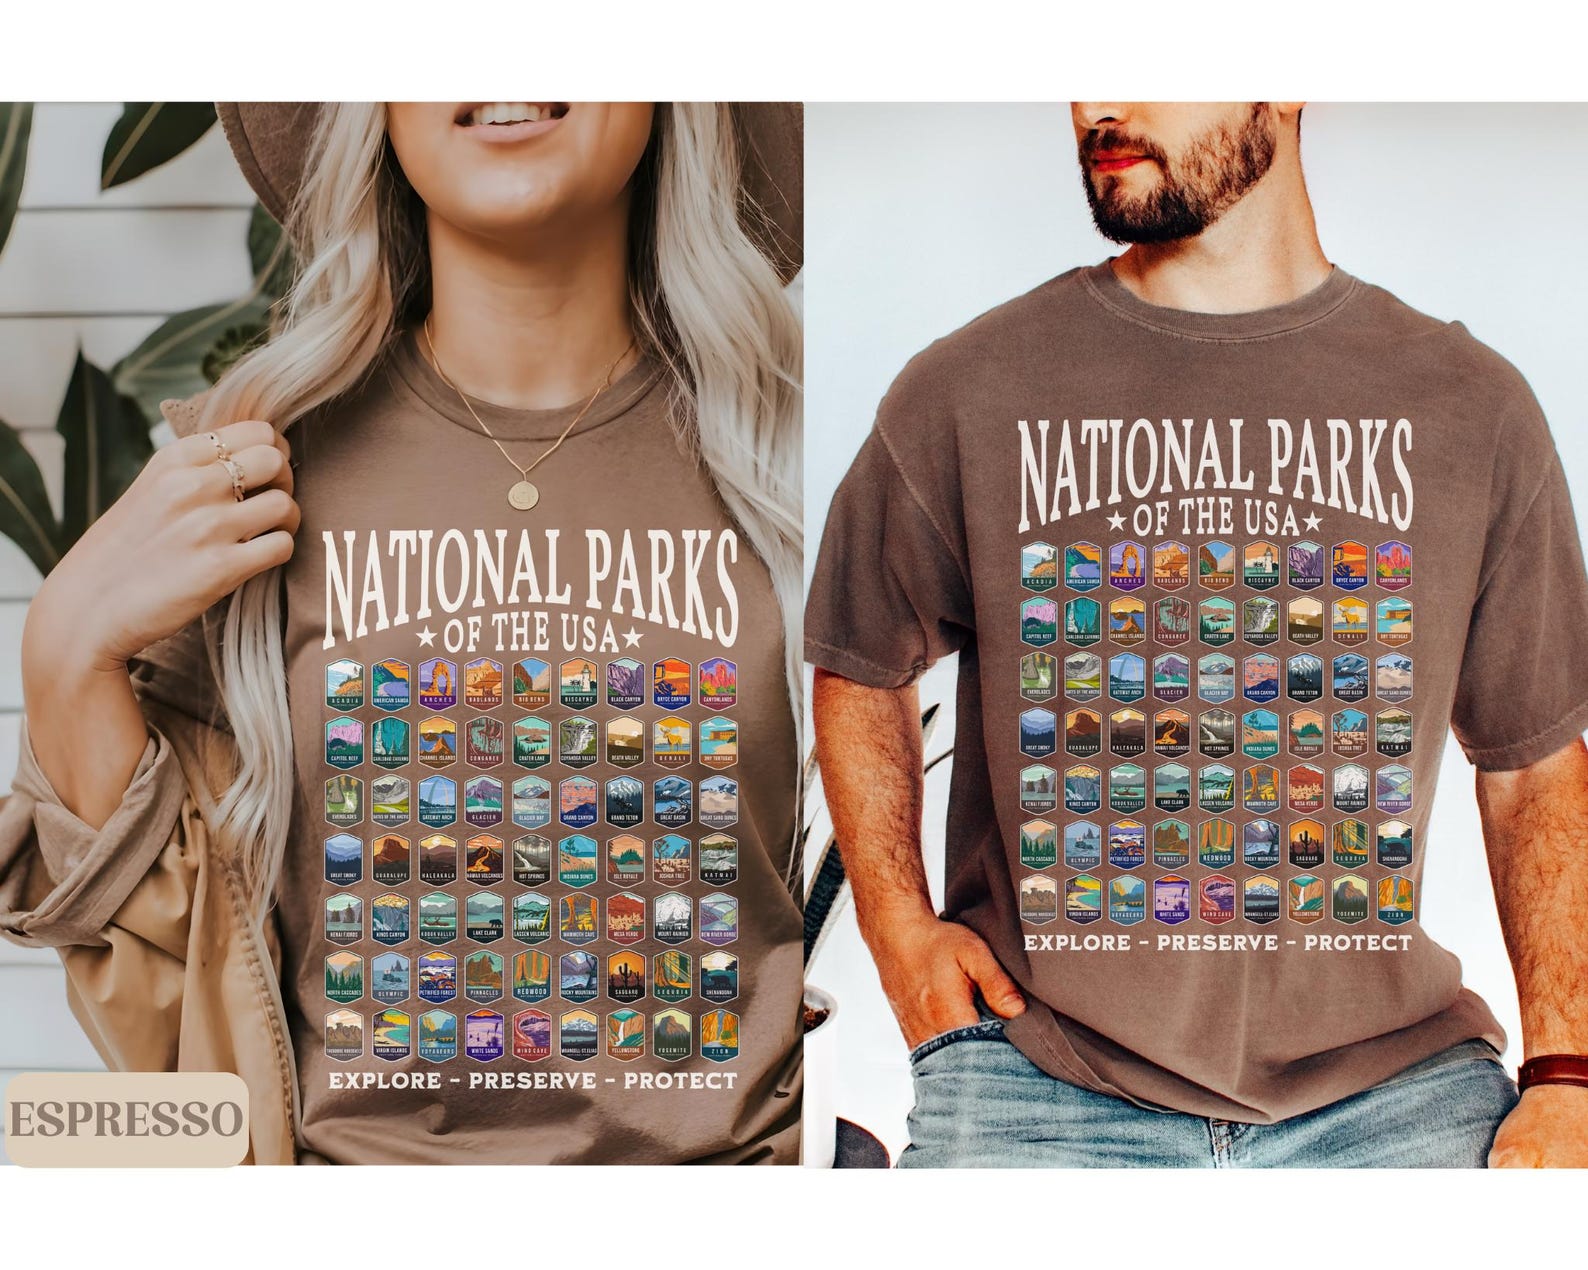 NATIONAL PARKS
★ OF THE USA ★
ACADIA AMERICAN SAMOA ARCHES BADLANDS BIG BEND BISCAYNE BLACK CANYON BRYCE CANYON CANYONLANDS
CAPITOL REEF CARLSBAD CAVERNS CHANNEL ISLANDS CONGAREE CRATER LAKE CUYAHOGA VALLEY DEATH VALLEY DENALI DRY TORTUGAS
EVERGLADES GATES OF THE ARCTIC GATEWAY ARCH GLACIER GLACIER BAY GRAND CANYON GRAND TETON GREAT BASIN GREAT SAND DUNES
GREAT SMOKY GUADALUPE HALEAKALA HAWAII VOLCANOES HOT SPRINGS INDIANA DUNES ISLE ROYALE JOSHUA TREE KATMAI
KENAI FJORDS KINGS CANYON KOBUK VALLEY LAKE CLARK LASSEN VOLCANIC MAMMOTH CAVE MESA VERDE MOUNT RAINIER NEW RIVER GORGE
NORTH CASCADES OLYMPIC PETRIFIED FOREST PINNACLES REDWOOD ROCKY MOUNTAINS SAGUARO SEQUOIA SHENANDOAH
THEODORE ROOSEVELT VIRGIN ISLANDS VOYAGEURS WHITE SANDS WIND CAVE WRANGELL-ST.ELIAS YELLOWSTONE YOSEMITE ZION
EXPLORE - PRESERVE - PROTECT
ESPRESSO
NATIONAL PARKS
★ OF THE USA ★
ACADIA AMERICAN SAMOA ARCHES BADLANDS BIG BEND BISCAYNE BLACK CANYON BRYCE CANYON CANYONLANDS
CAPITOL REEF CARLSBAD CAVERNS CHANNEL ISLANDS CONGAREE CRATER LAKE CUYAHOGA VALLEY DEATH VALLEY DENALI DRY TORTUGAS
EVERGLADES GATES OF THE ARCTIC GATEWAY ARCH GLACIER GLACIER BAY GRAND CANYON GRAND TETON GREAT BASIN GREAT SAND DUNES
GREAT SMOKY GUADALUPE HALEAKALA HAWAII VOLCANOES HOT SPRINGS INDIANA DUNES ISLE ROYALE JOSHUA TREE KATMAI
KENAI FJORDS KINGS CANYON KOBUK VALLEY LAKE CLARK LASSEN VOLCANIC MAMMOTH CAVE MESA VERDE MOUNT RAINIER NEW RIVER GORGE
NORTH CASCADES OLYMPIC PETRIFIED FOREST PINNACLES REDWOOD ROCKY MOUNTAINS SAGUARO SEQUOIA SHENANDOAH
THEODORE ROOSEVELT VIRGIN ISLANDS VOYAGEURS WHITE SANDS WIND CAVE WRANGELL-ST.ELIAS YELLOWSTONE YOSEMITE ZION
EXPLORE - PRESERVE - PROTECT